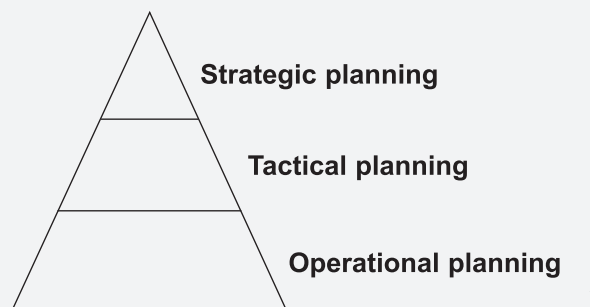 Strategic planning
Tactical planning
Operational planning